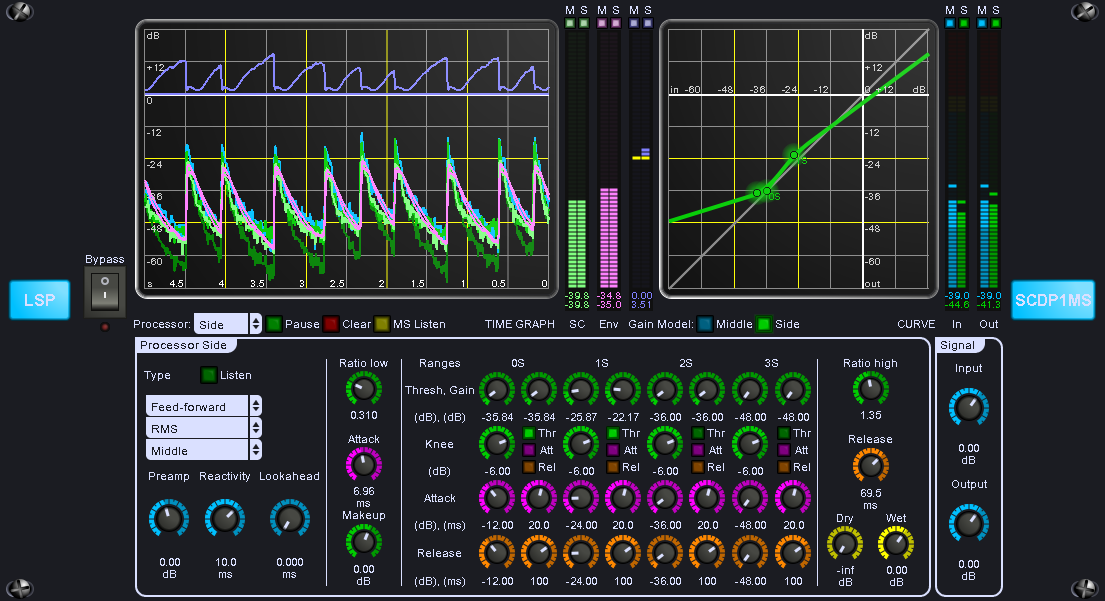 M S M S M S M S M S
dB
+12
0
-12
-24
-36
-48
-60
s 4.5 4 3.5 3 2.5 2 1.5 1 0.5 0
-39.8 -34.8 0.00
-39.8 -35.0 3.51
dB
+12
in -60 -48 -36 -24 -12 0 +12 dB
-12
-24
-36
-48
-60
out
-39.0 -39.0
-44.6 -41.3
Bypass
LSP
SCDP1MS
Processor: Side Pause Clear MS Listen TIME GRAPH SC Env Gain Model: Middle Side CURVE In Out
Processor Side
Type Listen
Feed-forward
RMS
Middle
Preamp Reactivity Lookahead
0.00 10.0 0.000
dB ms ms
Ratio low
0.310
Attack
6.96
ms
Makeup
0.00
dB
Ranges 0S 1S 2S 3S
Thresh, Gain
(dB), (dB) -35.84 -35.84 -25.87 -22.17 -36.00 -36.00 -48.00 -48.00
Knee Thr Thr Thr Thr
Att Att Att Att
(dB) -6.00 Rel -6.00 Rel -6.00 Rel -6.00 Rel
Attack
(dB), (ms) -12.00 20.0 -24.00 20.0 -36.00 20.0 -48.00 20.0
Release
(dB), (ms) -12.00 100 -24.00 100 -36.00 100 -48.00 100
Ratio high
1.35
Release
69.5
ms
Dry Wet
-inf 0.00
dB dB
Signal
Input
0.00
dB
Output
0.00
dB